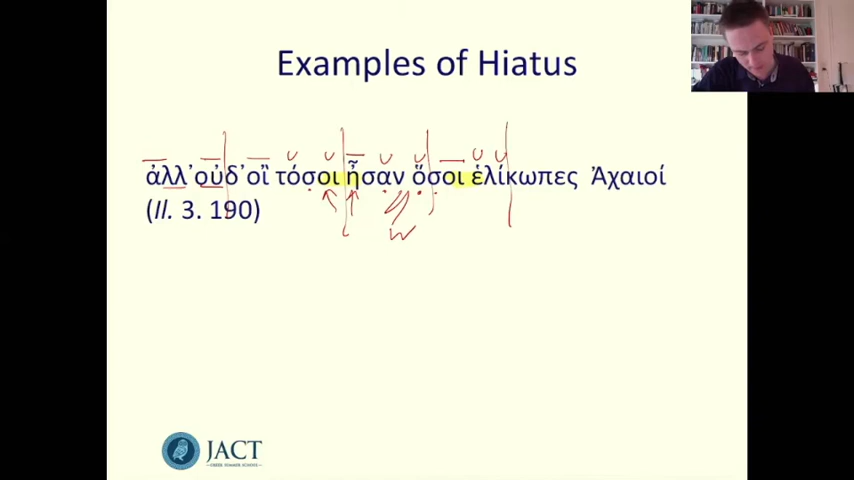 Examples of Hiatus
ἀλλ᾽οὐδ᾽οἳ τόσοι ἦσαν ὅσοι ἑλίκωπες Ἀχαιοί
(Il. 3. 190)
JACT